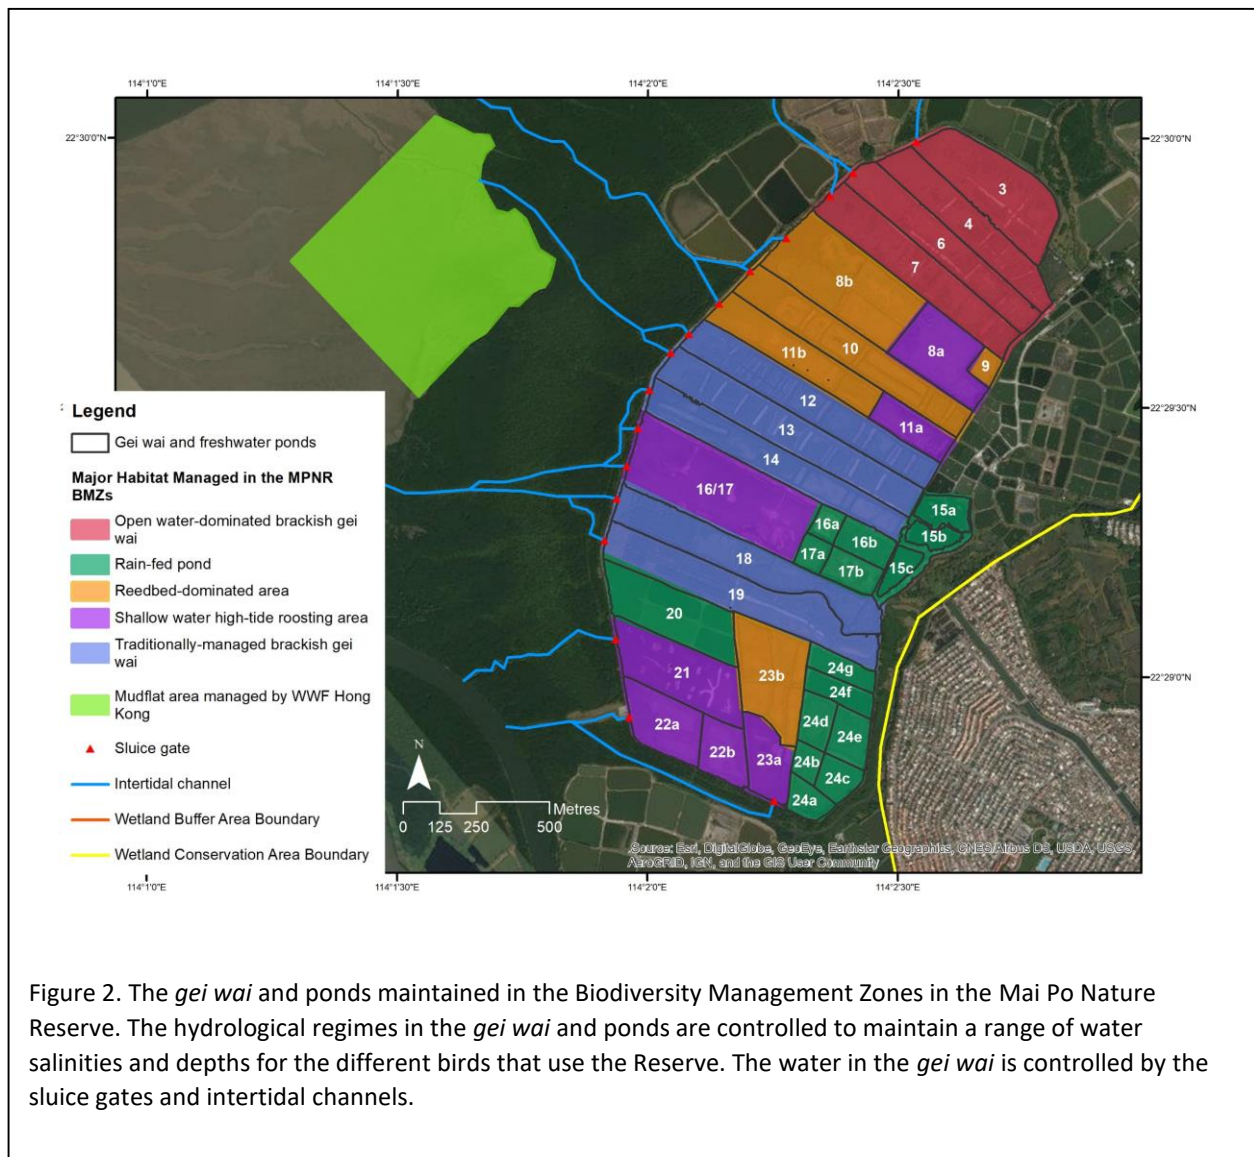 114°1'0"E
114°1'30"E
114°2'0"E
114°2'30"E
22°30'0"N
22°30'0"N
3
4
6
7
8b
8a
9
10
11b
11a
22°29'30"N
12
13
14
16/17
16a
16b
17a
17b
15a
15b
15c
18
19
20
21
22a
22b
23b
23a
24g
24f
24d
24e
24b
24c
24a
22°29'0"N
Legend
Gei wai and freshwater ponds
Major Habitat Managed in the MPNR
BMZs
Open water-dominated brackish gei
wai
Rain-fed pond
Reedbed-dominated area
Shallow water high-tide roosting area
Traditionally-managed brackish gei
wai
Mudflat area managed by WWF Hong
Kong
Sluice gate
Intertidal channel
Wetland Buffer Area Boundary
Wetland Conservation Area Boundary
N
Metres
0 125 250 500
Source: Esri, DigitalGlobe, GeoEye, Earthstar Geographics, CNES/Airbus DS, USDA, USGS,
AeroGRID, IGN, and the GIS User Community
114°1'0"E
114°1'30"E
114°2'0"E
114°2'30"E
Figure 2. The gei wai and ponds maintained in the Biodiversity Management Zones in the Mai Po Nature
Reserve. The hydrological regimes in the gei wai and ponds are controlled to maintain a range of water
salinities and depths for the different birds that use the Reserve. The water in the gei wai is controlled by the
sluice gates and intertidal channels.